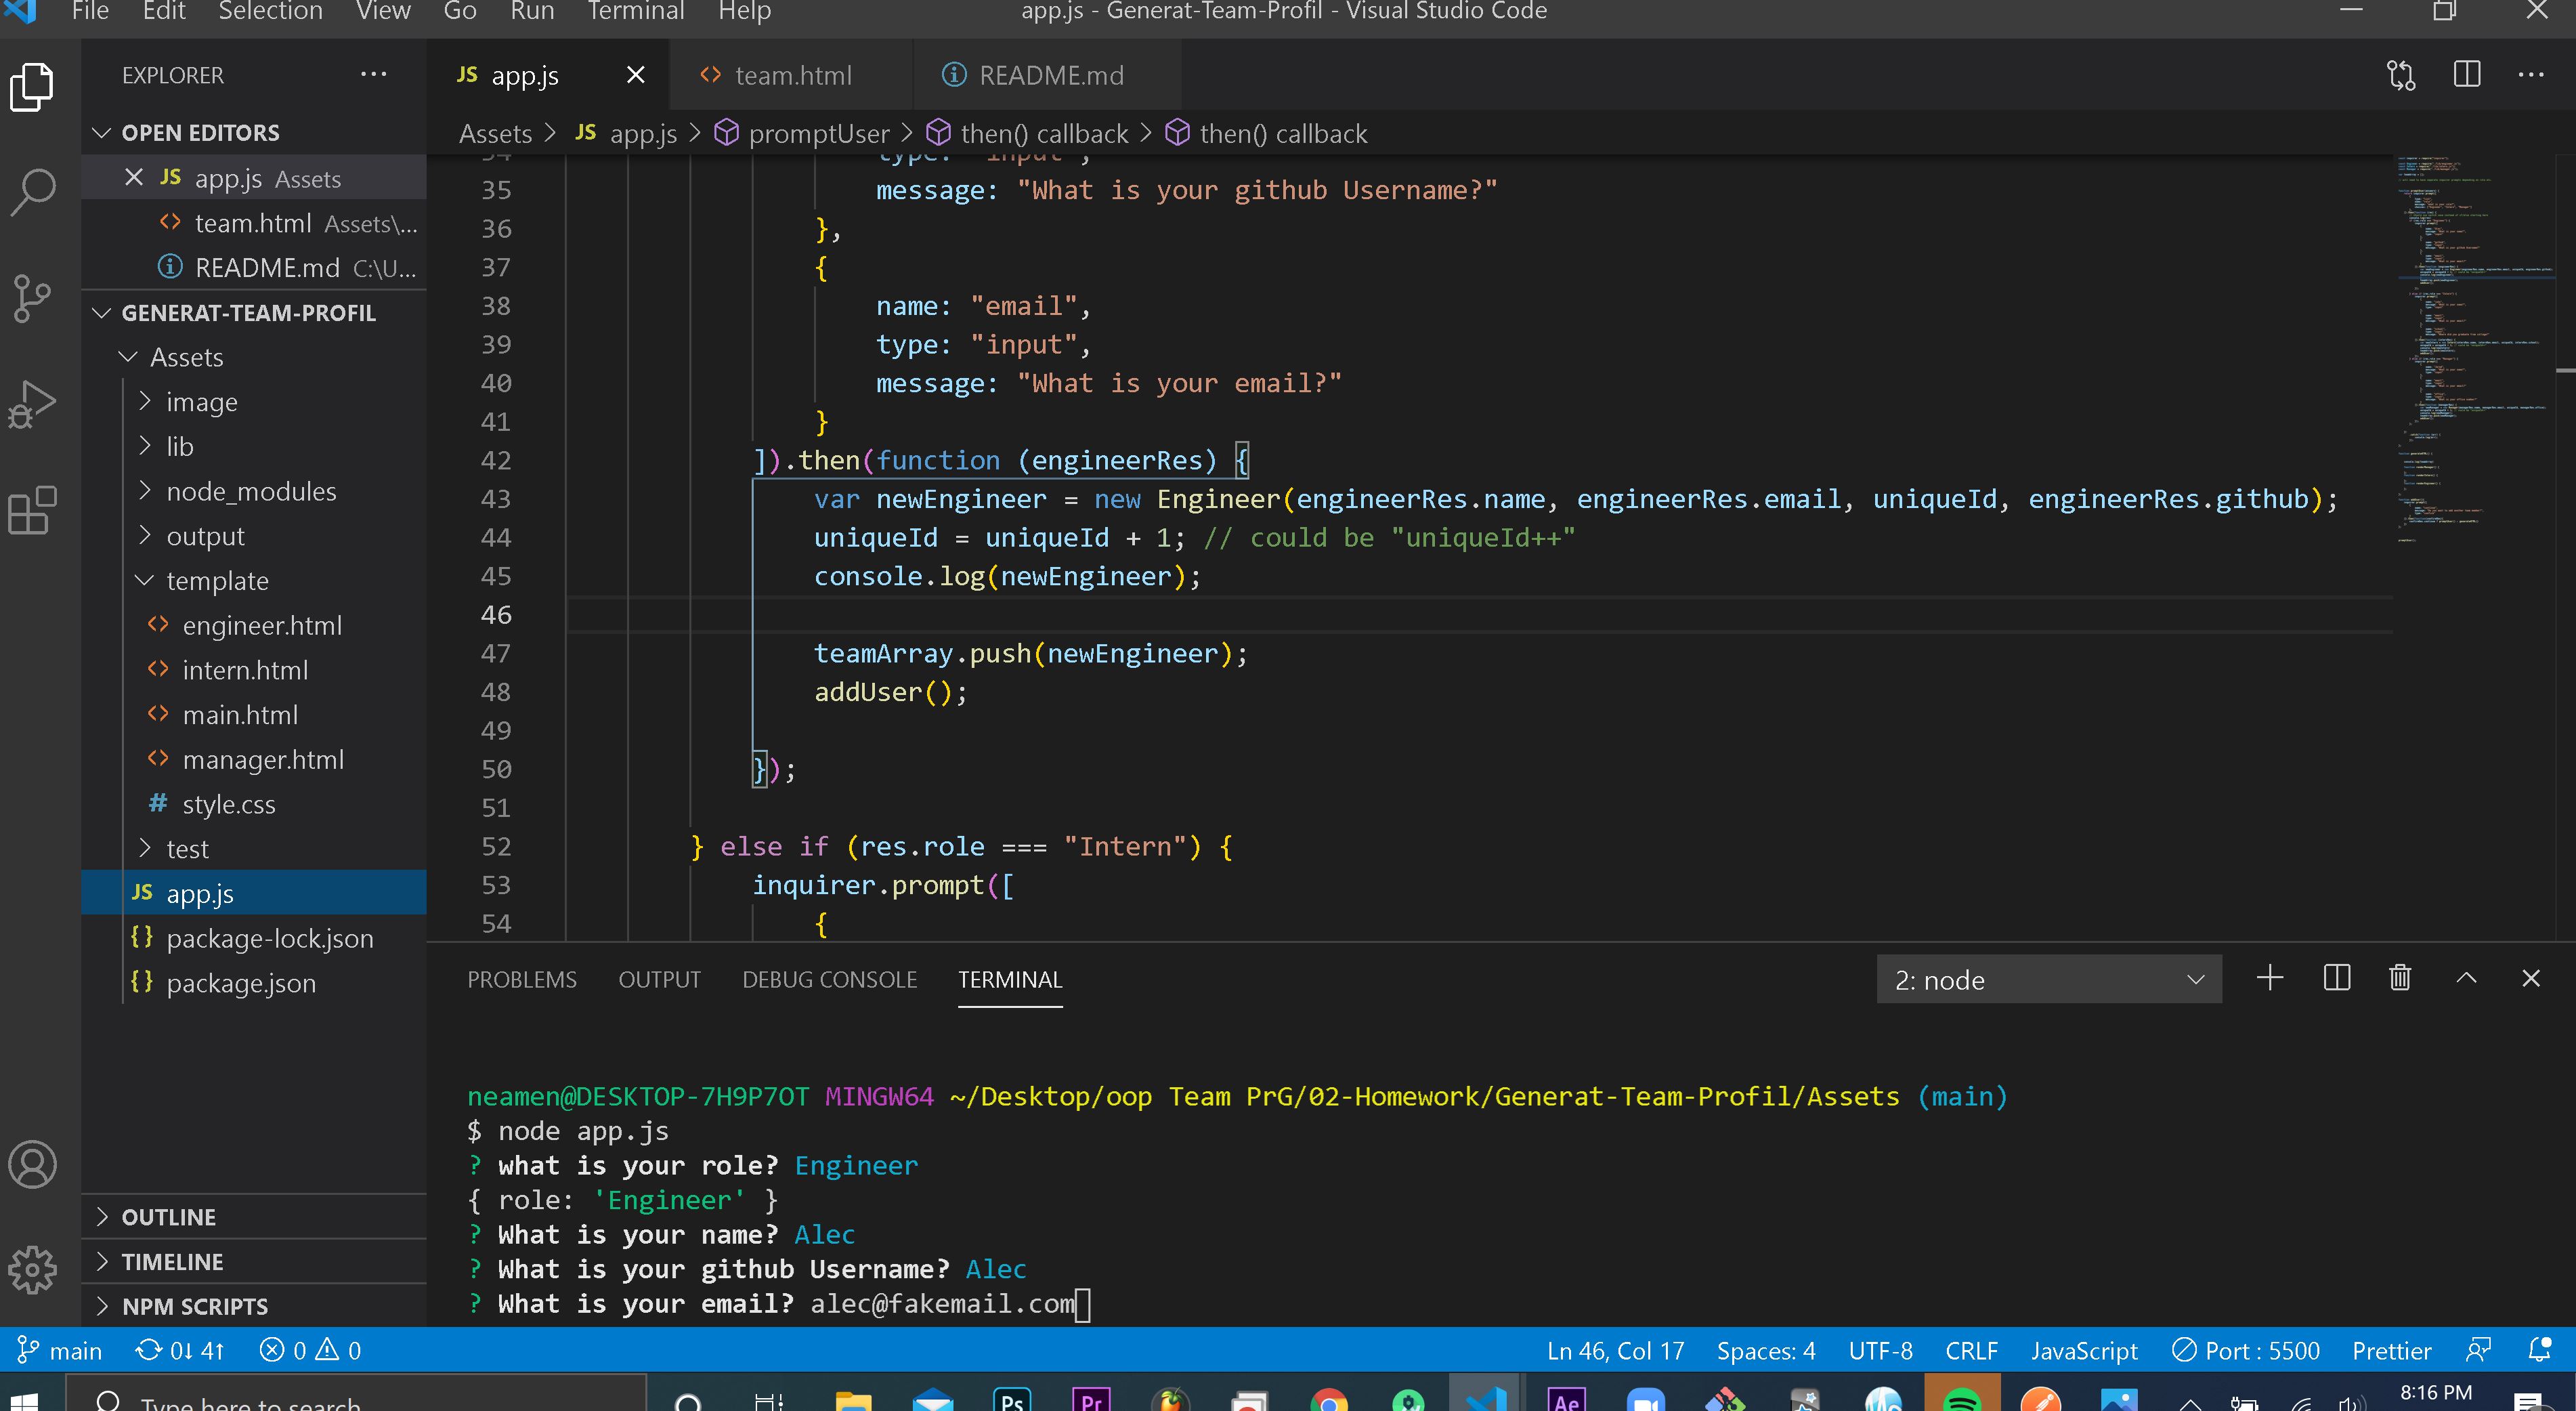 File Edit Selection View Go Run Terminal Help app.js - Generat-Team-Profil - Visual Studio Code
EXPLORER
JS app.js
team.html
README.md
OPEN EDITORS
JS app.js Assets
team.html Assets\...
README.md C:\U...
GENERAT-TEAM-PROFIL
Assets
image
lib
node_modules
output
template
engineer.html
intern.html
main.html
manager.html
# style.css
test
JS app.js
{} package-lock.json
{} package.json
OUTLINE
TIMELINE
NPM SCRIPTS
Assets > JS app.js > promptUser > then() callback > then() callback
34 type: "input",
35 message: "What is your github Username?"
36 },
37 {
38 name: "email",
39 type: "input",
40 message: "What is your email?"
41 }
42 ]).then(function (engineerRes) {
43 var newEngineer = new Engineer(engineerRes.name, engineerRes.email, uniqueId, engineerRes.github);
44 uniqueId = uniqueId + 1; // could be "uniqueId++"
45 console.log(newEngineer);
46
47 teamArray.push(newEngineer);
48 addUser();
49
50 });
51
52 } else if (res.role === "Intern") {
53 inquirer.prompt([
54 {
PROBLEMS OUTPUT DEBUG CONSOLE TERMINAL 2: node
neamen@DESKTOP-7H9P7OT MINGW64 ~/Desktop/oop Team PrG/02-Homework/Generat-Team-Profil/Assets (main)
$ node app.js
? what is your role? Engineer
{ role: 'Engineer' }
? What is your name? Alec
? What is your github Username? Alec
? What is your email? alec@fakemail.com
main 0↓ 4↑ 0 0 Ln 46, Col 17 Spaces: 4 UTF-8 CRLF JavaScript Port : 5500 Prettier
Type here to search
Ps
Pr
Ae
8:16 PM